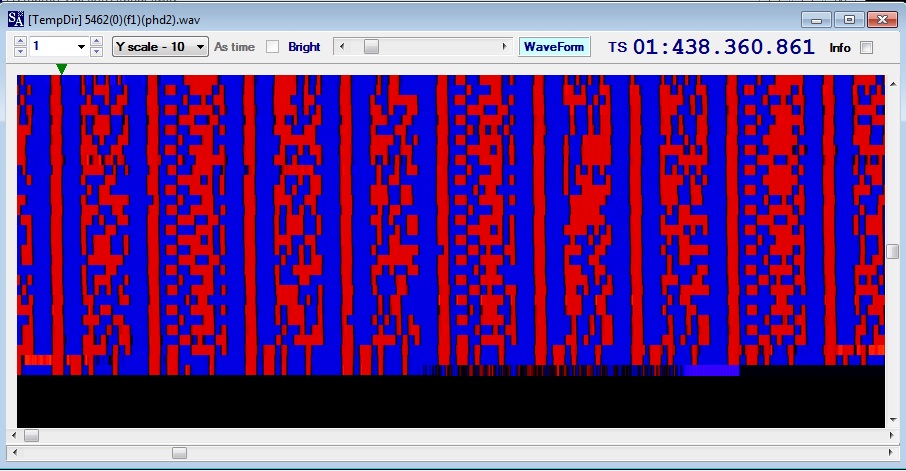 SA [TempDir] 5462(0)(f1)(phd2).wav
1 Y scale - 10 As time Bright WaveForm TS 01:438.360.861 Info